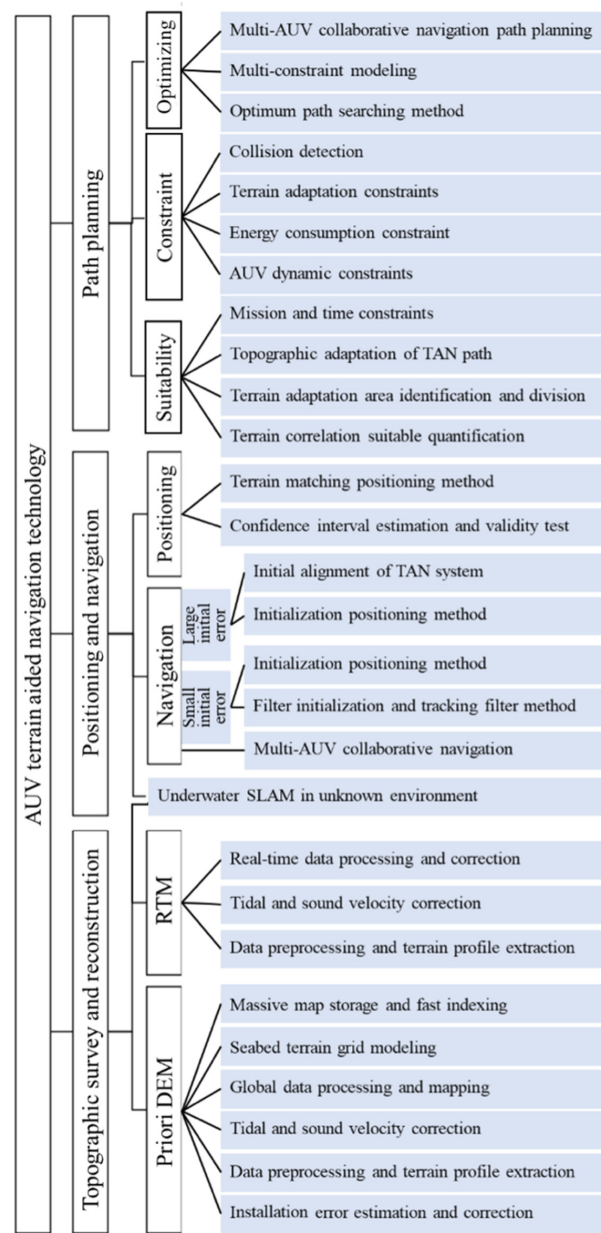 AUV terrain aided navigation technology
Path planning
Optimizing
Multi-AUV collaborative navigation path planning
Multi-constraint modeling
Optimum path searching method
Constraint
Collision detection
Terrain adaptation constraints
Energy consumption constraint
AUV dynamic constraints
Suitability
Mission and time constraints
Topographic adaptation of TAN path
Terrain adaptation area identification and division
Terrain correlation suitable quantification
Positioning and navigation
Positioning
Terrain matching positioning method
Confidence interval estimation and validity test
Navigation
Large
initial
error
Initial alignment of TAN system
Initialization positioning method
Small
initial
error
Initialization positioning method
Filter initialization and tracking filter method
Multi-AUV collaborative navigation
Underwater SLAM in unknown environment
Topographic survey and reconstruction
RTM
Real-time data processing and correction
Tidal and sound velocity correction
Data preprocessing and terrain profile extraction
Priori DEM
Massive map storage and fast indexing
Seabed terrain grid modeling
Global data processing and mapping
Tidal and sound velocity correction
Data preprocessing and terrain profile extraction
Installation error estimation and correction